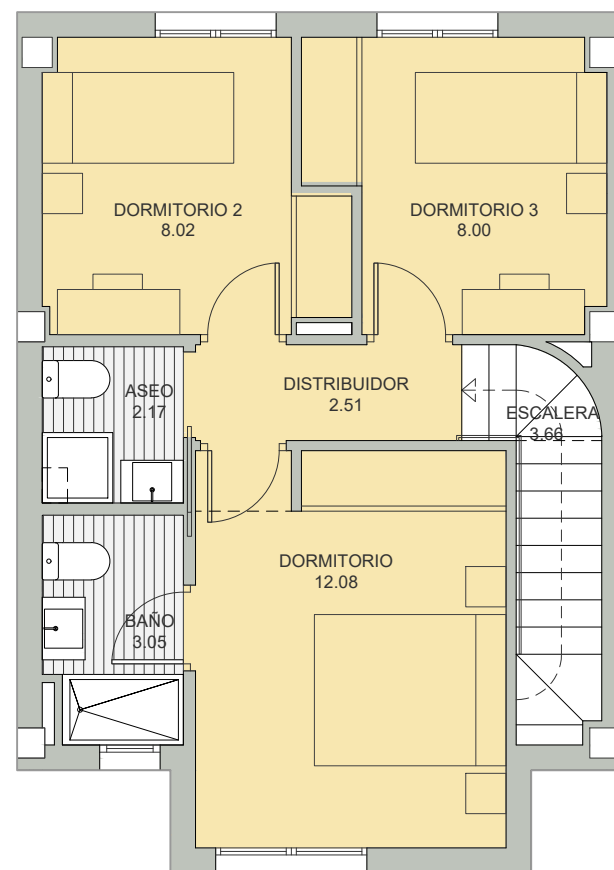 DORMITORIO 2
8.02
DORMITORIO 3
8.00
ASEO
2.17
DISTRIBUIDOR
2.51
ESCALERA
3.66
DORMITORIO
12.08
BAÑO
3.05